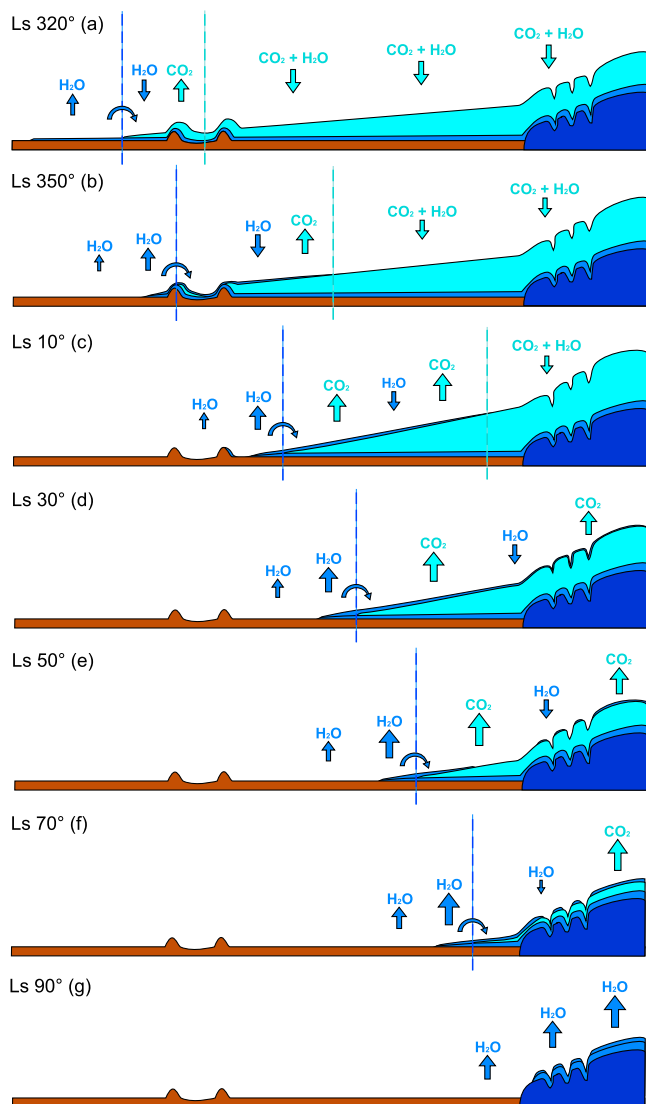 Ls 320° (a)
H₂O
H₂O
CO₂
CO₂ + H₂O
CO₂ + H₂O
CO₂ + H₂O
Ls 350° (b)
H₂O
H₂O
H₂O
CO₂
CO₂ + H₂O
CO₂ + H₂O
Ls 10° (c)
H₂O
H₂O
CO₂
H₂O
CO₂
CO₂ + H₂O
Ls 30° (d)
H₂O
H₂O
CO₂
H₂O
CO₂
Ls 50° (e)
H₂O
H₂O
CO₂
H₂O
CO₂
Ls 70° (f)
H₂O
H₂O
H₂O
CO₂
Ls 90° (g)
H₂O
H₂O
H₂O